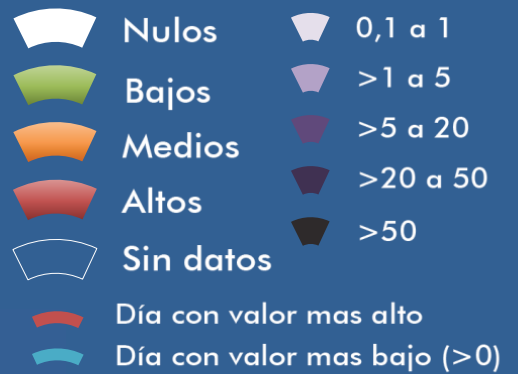 Nulos
Bajos
Medios
Altos
Sin datos
0,1 a 1
>1 a 5
>5 a 20
>20 a 50
>50
Día con valor mas alto
Día con valor mas bajo (>0)